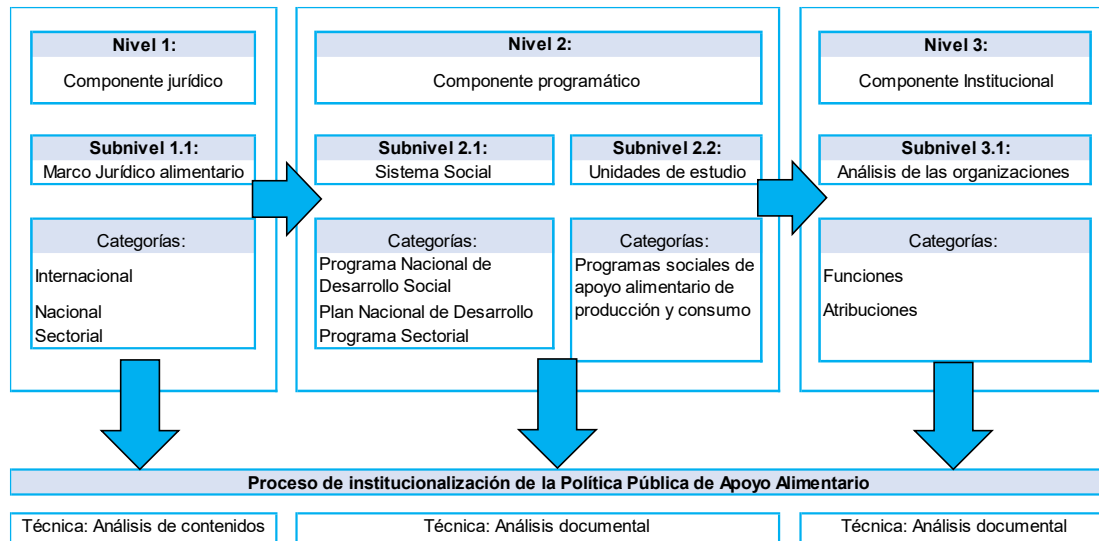 Nivel 1:
Componente jurídico
Nivel 2:
Componente programático
Nivel 3:
Componente Institucional
Subnivel 1.1:
Marco Jurídico alimentario
Subnivel 2.1:
Sistema Social
Subnivel 2.2:
Unidades de estudio
Subnivel 3.1:
Análisis de las organizaciones
Categorías:
Internacional
Nacional
Sectorial
Categorías:
Programa Nacional de
Desarrollo Social
Plan Nacional de Desarrollo
Programa Sectorial
Categorías:
Programas sociales de
apoyo alimentario de
producción y consumo
Categorías:
Funciones
Atribuciones
Proceso de institucionalización de la Política Pública de Apoyo Alimentario
Técnica: Análisis de contenidos
Técnica: Análisis documental
Técnica: Análisis documental